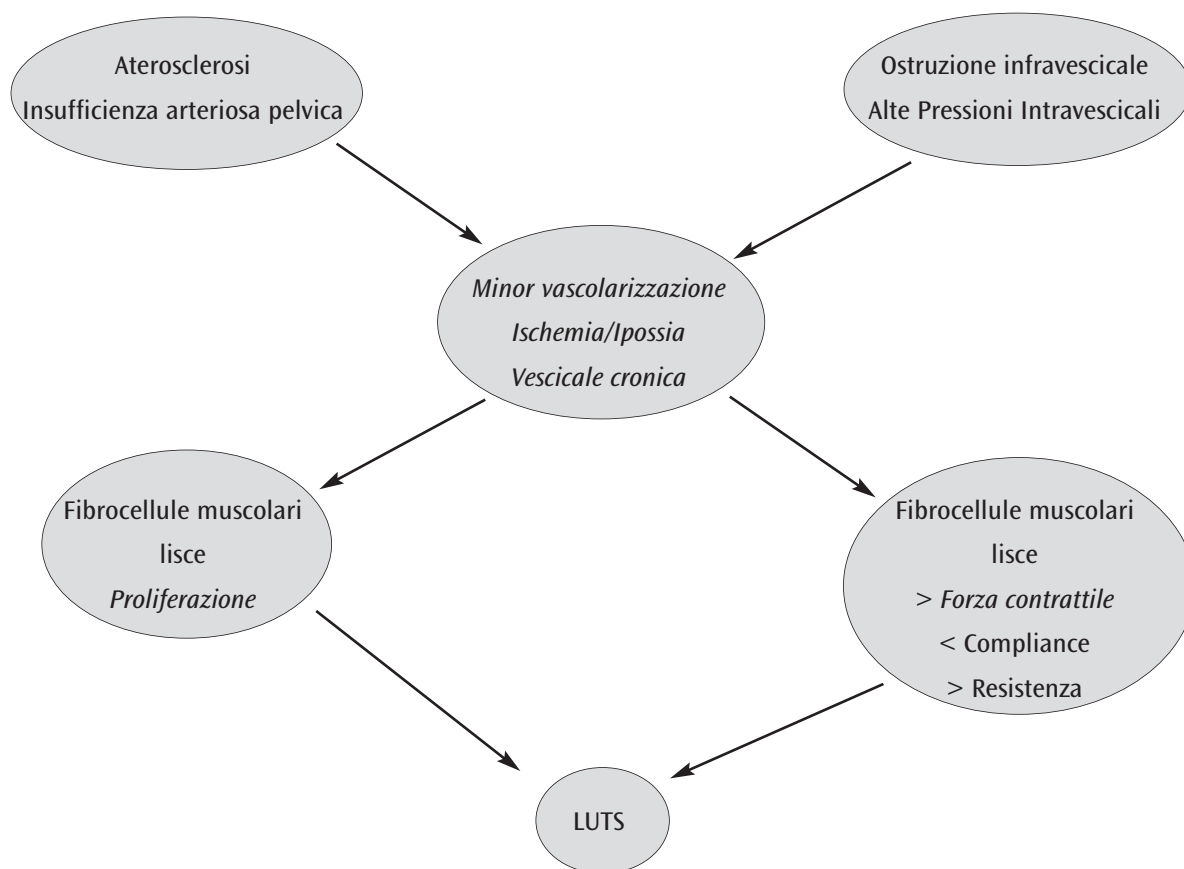 Aterosclerosi
Insufficienza arteriosa pelvica
Ostruzione infravescicale
Alte Pressioni Intravescicali
Minor vascolarizzazione
Ischemia/Ipossia
Vescicale cronica
Fibrocellule muscolari
lisce
Proliferazione
Fibrocellule muscolari
lisce
> Forza contrattile
< Compliance
> Resistenza
LUTS